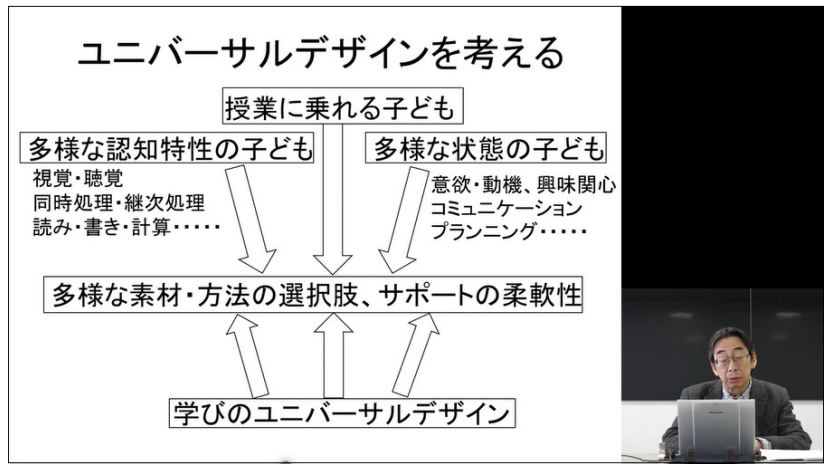 ユニバーサルデザインを考える
授業に乗れる子ども
多様な認知特性の子ども
視覚・聴覚
同時処理・継次処理
読み・書き・計算・・・・・
多様な状態の子ども
意欲・動機、興味関心
コミュニケーション
プランニング・・・・・
多様な素材・方法の選択肢、サポートの柔軟性
学びのユニバーサルデザイン